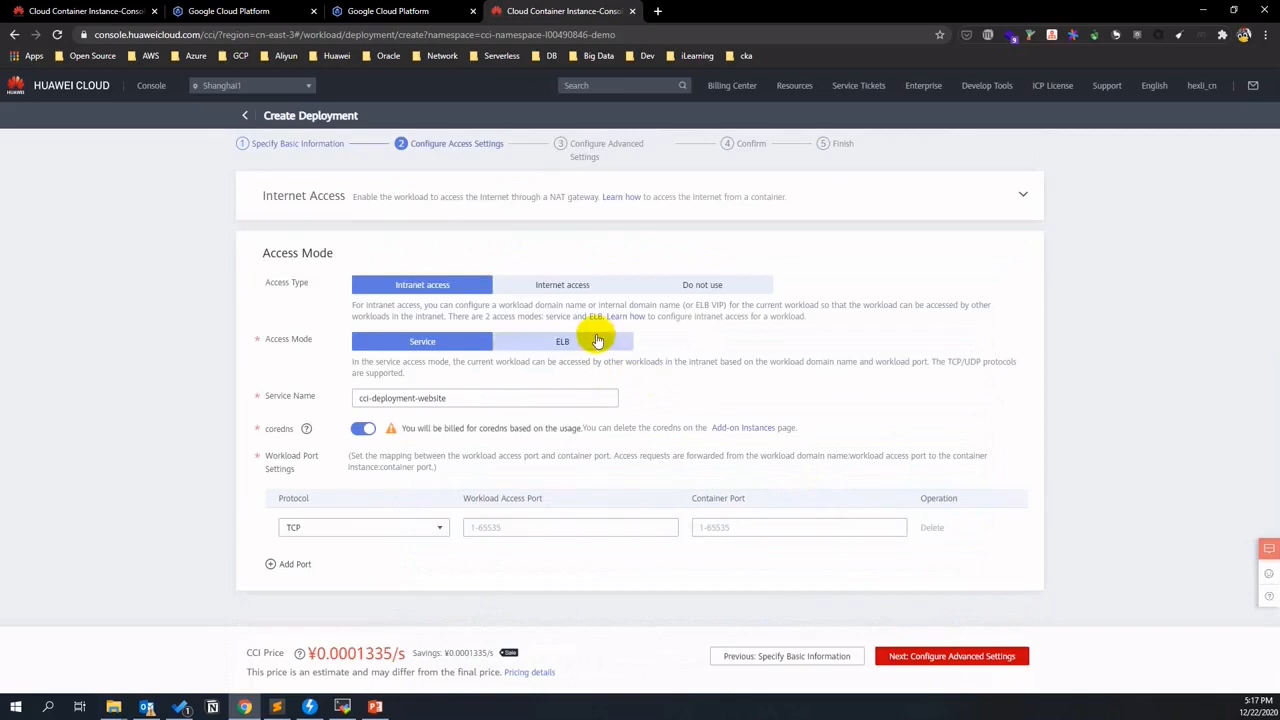 Cloud Container Instance-Consol
Google Cloud Platform
Google Cloud Platform
Cloud Container Instance-Consol
console.huaweicloud.com/cci/?region=cn-east-3#/workload/deployment/create?namespace=cci-namespace-l00490846-demo
Apps
Open Source
AWS
Azure
GCP
Aliyun
Huawei
Oracle
Network
Serverless
DB
Big Data
Dev
iLearning
cka
HUAWEI CLOUD
Console
Shanghai1
Search
Billing Center
Resources
Service Tickets
Enterprise
Develop Tools
ICP License
Support
English
hexli_cn
Create Deployment
1 Specify Basic Information
2 Configure Access Settings
3 Configure Advanced
Settings
4 Confirm
5 Finish
Internet Access
Enable the workload to access the Internet through a NAT gateway. Learn how to access the Internet from a container.
Access Mode
Access Type
Intranet access
Internet access
Do not use
For intranet access, you can configure a workload domain name or internal domain name (or ELB VIP) for the current workload so that the workload can be accessed by other
workloads in the intranet. There are 2 access modes: service and ELB. Learn how to configure intranet access for a workload.
* Access Mode
Service
ELB
In the service access mode, the current workload can be accessed by other workloads in the intranet based on the workload domain name and workload port. The TCP/UDP protocols
are supported.
* Service Name
cci-deployment-website
* coredns
You will be billed for coredns based on the usage.You can delete the coredns on the Add-on Instances page.
* Workload Port
Settings
(Set the mapping between the workload access port and container port. Access requests are forwarded from the workload domain name:workload access port to the container
instance:container port.)
Protocol
Workload Access Port
Container Port
Operation
TCP
1-65535
1-65535
Delete
Add Port
CCI Price
¥0.0001335/s
Savings: ¥0.0001335/s
Sale
This price is an estimate and may differ from the final price. Pricing details
Previous: Specify Basic Information
Next: Configure Advanced Settings
5:17 PM
12/22/2020